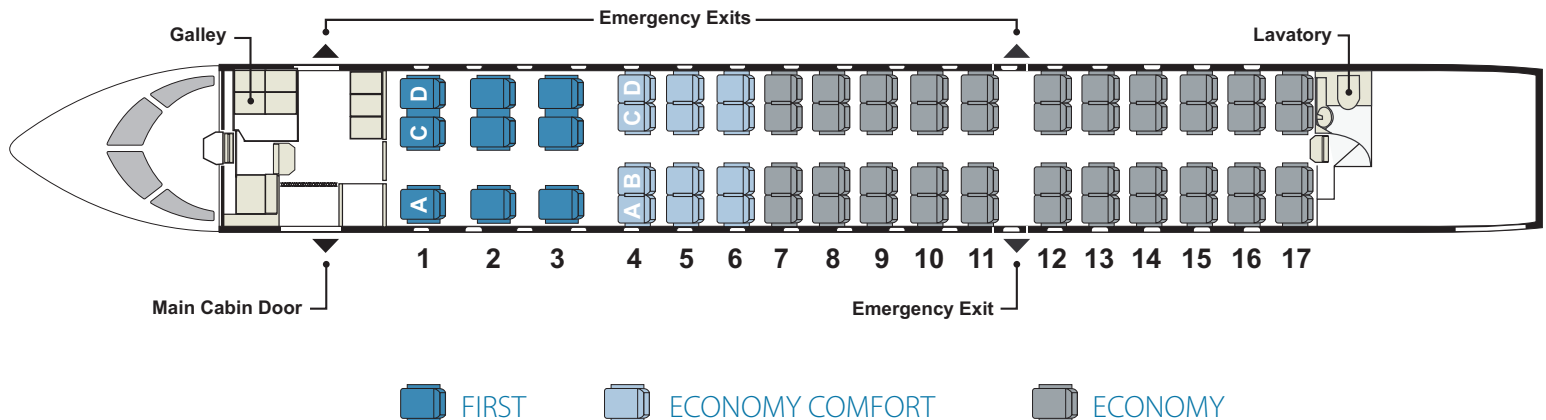 Emergency Exits
Galley
Lavatory
D D
C C
B
A A
1 2 3 4 5 6 7 8 9 10 11 12 13 14 15 16 17
Main Cabin Door
Emergency Exit
FIRST ECONOMY COMFORT ECONOMY